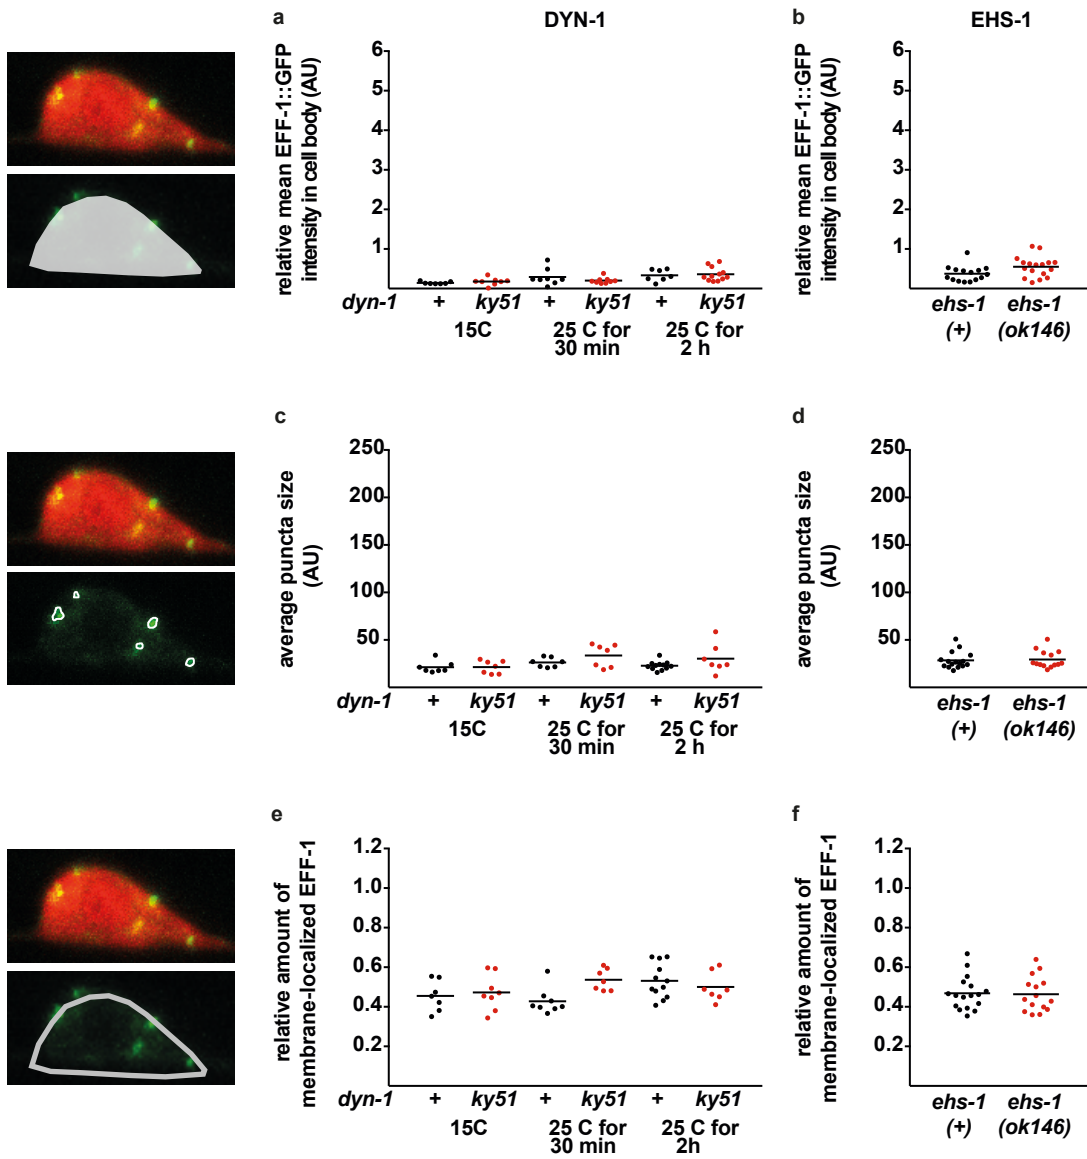 a
DYN-1
b
EHS-1
relative mean EFF-1::GFP
intensity in cell body (AU)
6
5
4
3
2
1
dyn-1
+
ky51
+
ky51
+
ky51
15C
25 C for
30 min
25 C for
2 h
relative mean EFF-1::GFP
intensity in cell body (AU)
6
5
4
3
2
1
ehs-1
(+)
ehs-1
(ok146)
c
average puncta size
(AU)
250
200
150
100
50
dyn-1
+
ky51
+
ky51
+
ky51
15C
25 C for
30 min
25 C for
2 h
d
average puncta size
(AU)
250
200
150
100
50
ehs-1
(+)
ehs-1
(ok146)
e
relative amount of
membrane-localized EFF-1
1.2
1.0
0.8
0.6
0.4
0.2
dyn-1
+
ky51
+
ky51
+
ky51
15C
25 C for
30 min
25 C for
2h
f
relative amount of
membrane-localized EFF-1
1.2
1.0
0.8
0.6
0.4
0.2
ehs-1
(+)
ehs-1
(ok146)